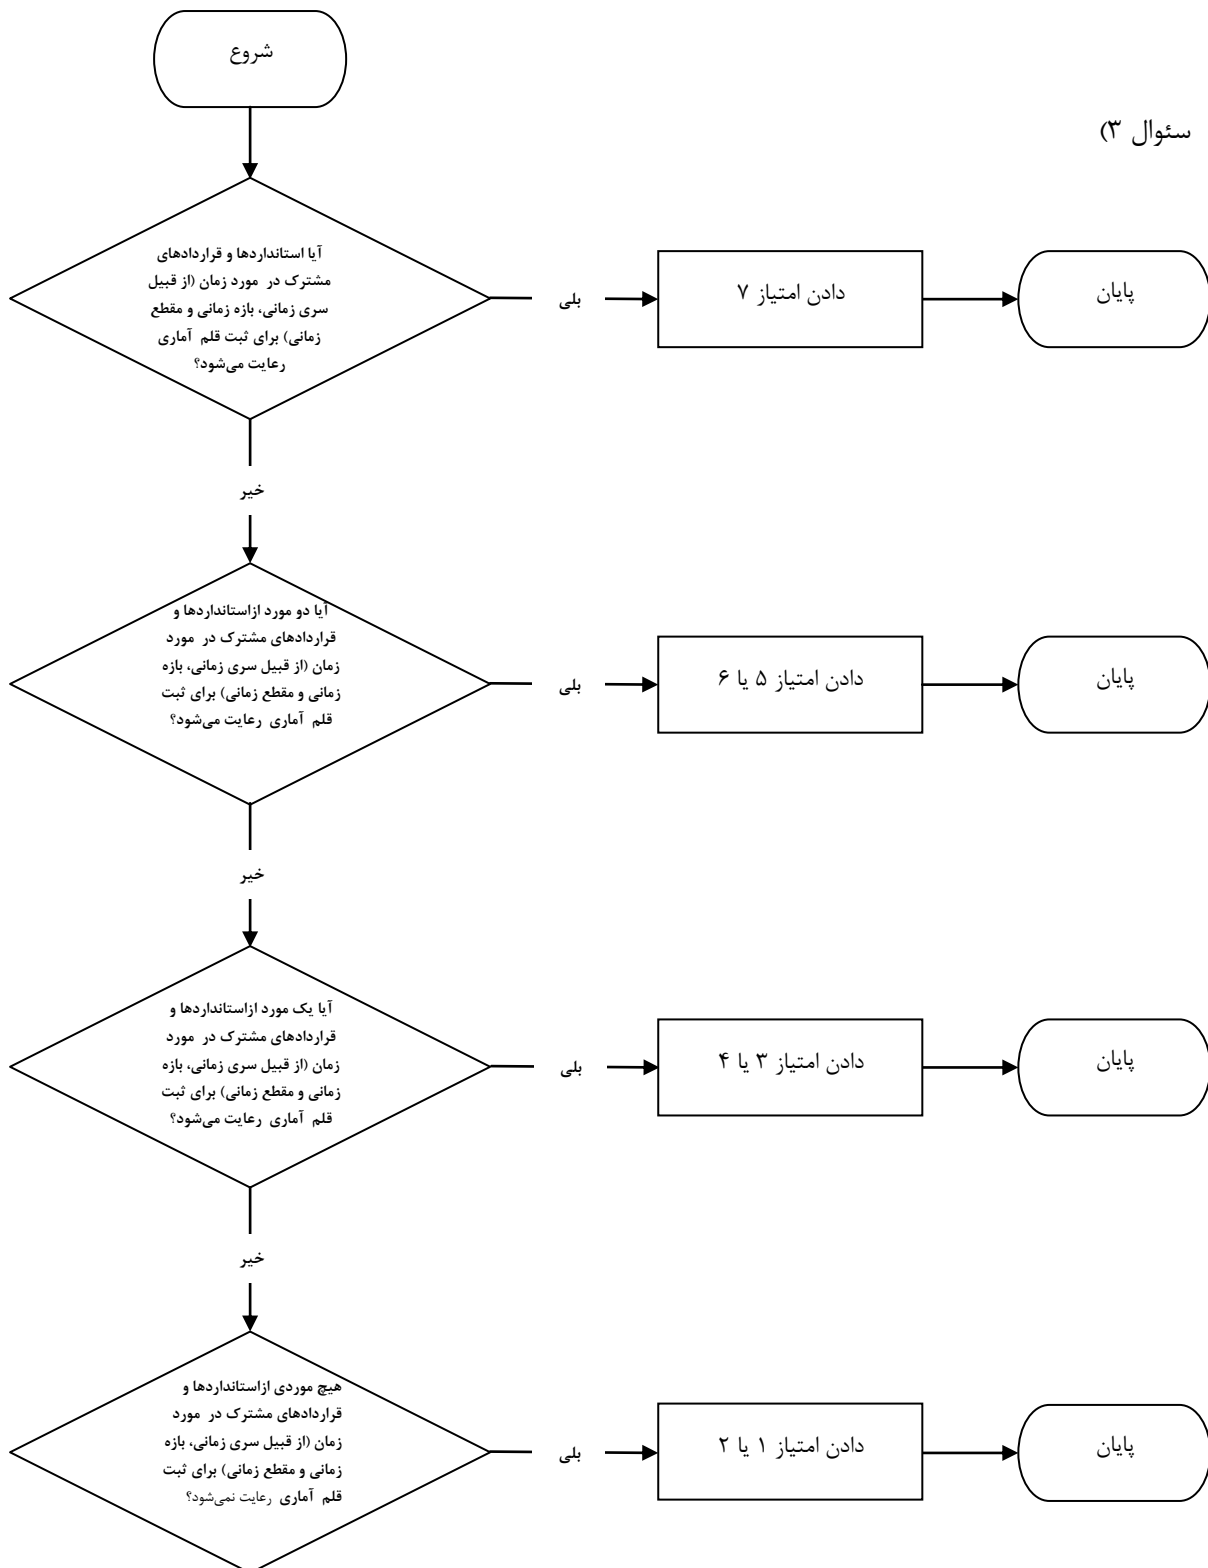 شروع
سئوال ۳)
آیا استانداردها و قراردادهای
مشترک در مورد زمان (از قبیل
سری زمانی، بازه زمانی و مقطع
زمانی) برای ثبت قلم آماری
رعایت می‌شود؟
بلی
دادن امتیاز ۷
پایان
خیر
آیا دو مورد ازاستانداردها و
قراردادهای مشترک در مورد
زمان (از قبیل سری زمانی، بازه
زمانی و مقطع زمانی) برای ثبت
قلم آماری رعایت می‌شود؟
بلی
دادن امتیاز ۵ یا ۶
پایان
خیر
آیا یک مورد ازاستانداردها و
قراردادهای مشترک در مورد
زمان (از قبیل سری زمانی، بازه
زمانی و مقطع زمانی) برای ثبت
قلم آماری رعایت می‌شود؟
بلی
دادن امتیاز ۳ یا ۴
پایان
خیر
هیچ موردی ازاستانداردها و
قراردادهای مشترک در مورد
زمان (از قبیل سری زمانی، بازه
زمانی و مقطع زمانی) برای ثبت
قلم آماری رعایت نمی‌شود؟
بلی
دادن امتیاز ۱ یا ۲
پایان